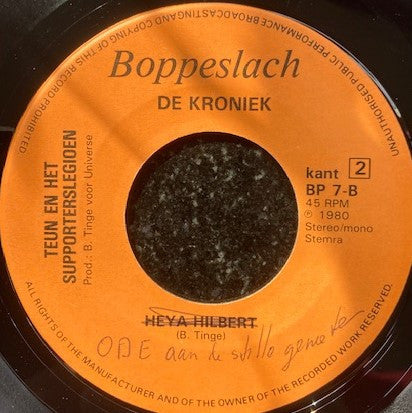 Boppeslach
DE KRONIEK
TEUN EN HET
SUPPORTERSLEGIOEN
Prod.: B. Tinge voor Universe
kant 2
BP 7-B
45 RPM
℗ 1980
Stereo/mono
Stemra
HEYA HILBERT
(B. Tinge)
ODE aan de stille genieter
ALL RIGHTS OF THE MANUFACTURER AND OF THE OWNER OF THE RECORDED WORK RESERVED.
UNAUTHORISED PUBLIC PERFORMANCE BROADCASTING AND COPYING OF THIS RECORD PROHIBITED